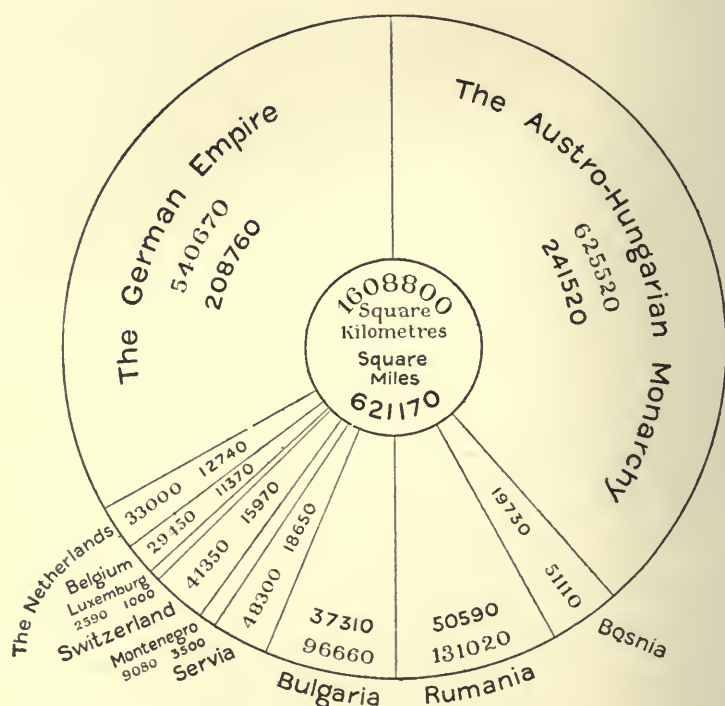 The German Empire
540670
208760
The Austro-Hungarian Monarchy
625520
241520
1608800
Square
Kilometres
Square
Miles
621170
12740
33000
The Netherlands
11370
29450
Belgium
Luxemburg
2590 1000
15970
41350
Switzerland
Montenegro
9080 3500
18650
48300
Servia
37310
96660
Bulgaria
50590
131020
Rumania
19730
51110
Bosnia